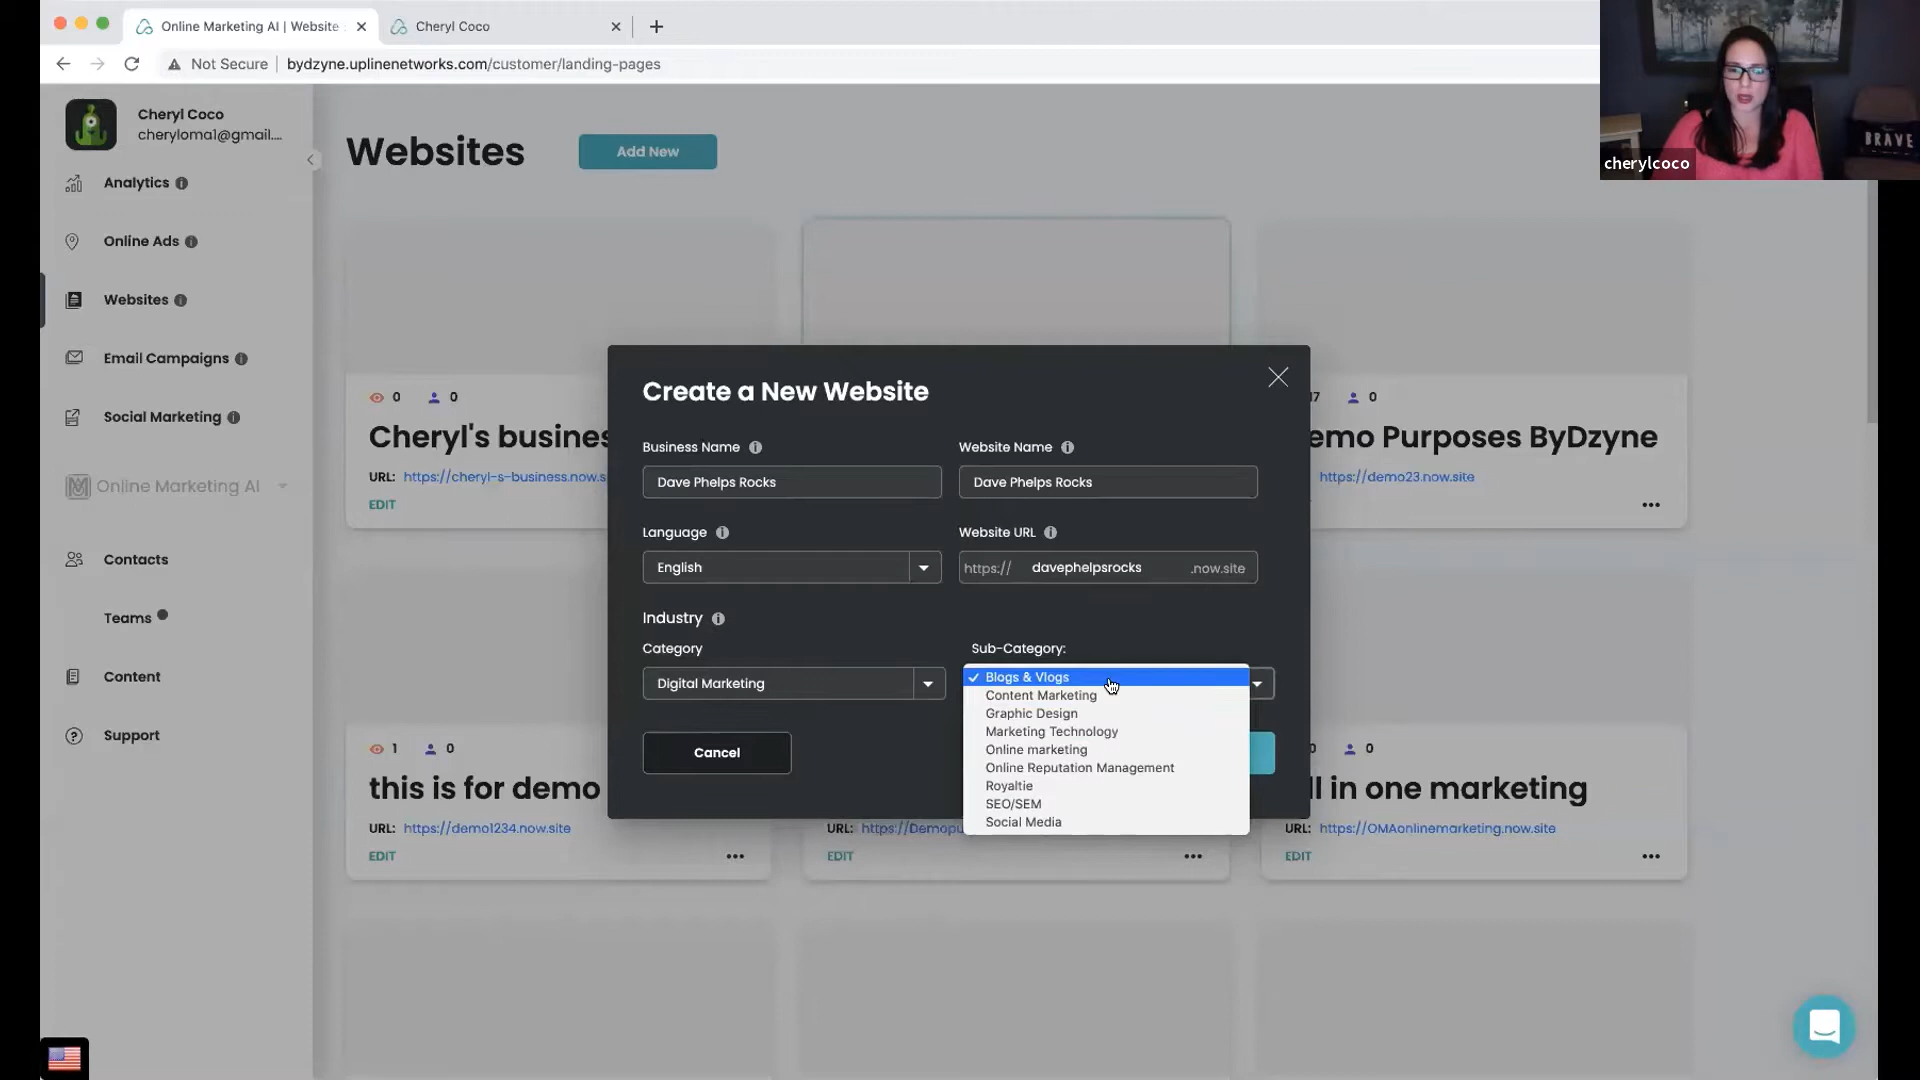 Online Marketing AI | Website
Cheryl Coco
Not Secure
bydzyne.uplinenetworks.com/customer/landing-pages
BRAVE
cherylcoco
Cheryl Coco
cheryloma1@gmail....
Analytics
Online Ads
Websites
Email Campaigns
Social Marketing
Online Marketing AI
Contacts
Teams
Content
Support
Websites
Add New
0 0
Cheryl's busines
URL: https://cheryl-s-business.now.s
EDIT
17 0
emo Purposes ByDzyne
https://demo23.now.site
Create a New Website
Business Name
Website Name
Dave Phelps Rocks
Dave Phelps Rocks
Language
Website URL
English
https:// davephelpsrocks .now.site
Industry
Category
Sub-Category:
Digital Marketing
Blogs & Vlogs
Content Marketing
Graphic Design
Marketing Technology
Online marketing
Online Reputation Management
Royaltie
SEO/SEM
Social Media
Cancel
1 0
this is for demo
URL: https://demo1234.now.site
EDIT
URL: https://Demopu
EDIT
0 0
ll in one marketing
URL: https://OMAonlinemarketing.now.site
EDIT